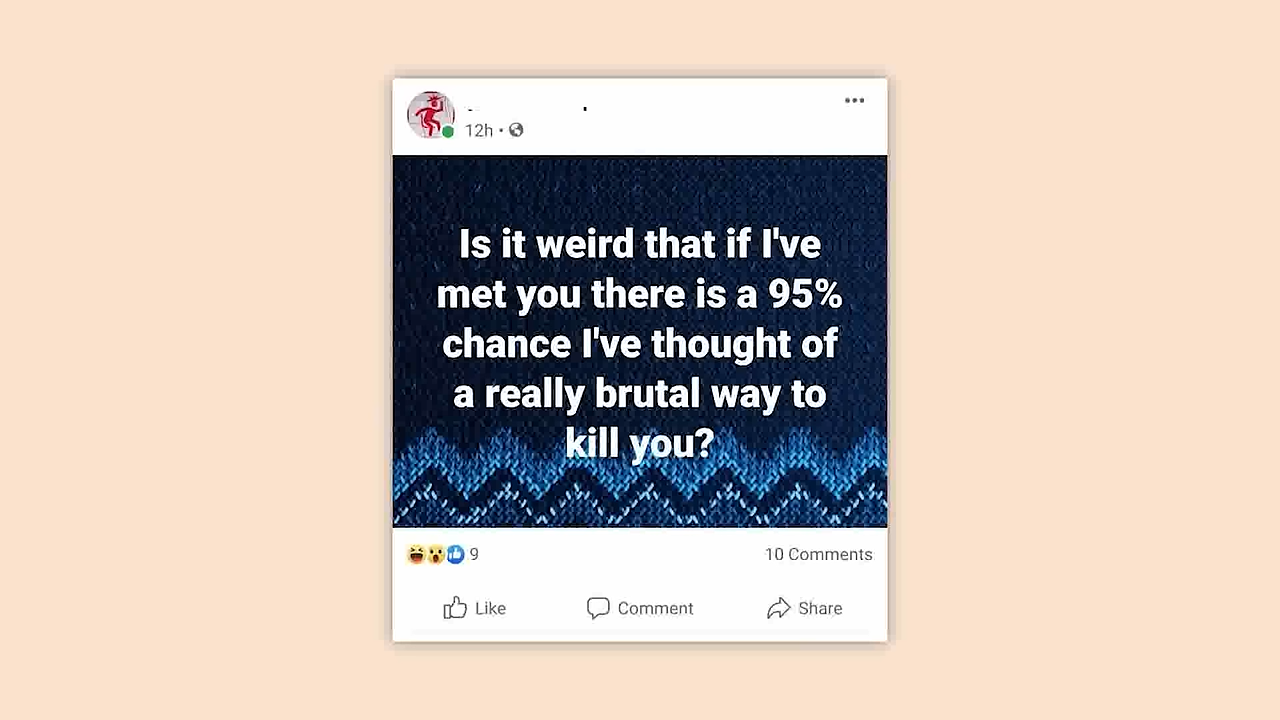 12h
Is it weird that if I've
met you there is a 95%
chance I've thought of
a really brutal way to
kill you?
9
10 Comments
Like
Comment
Share